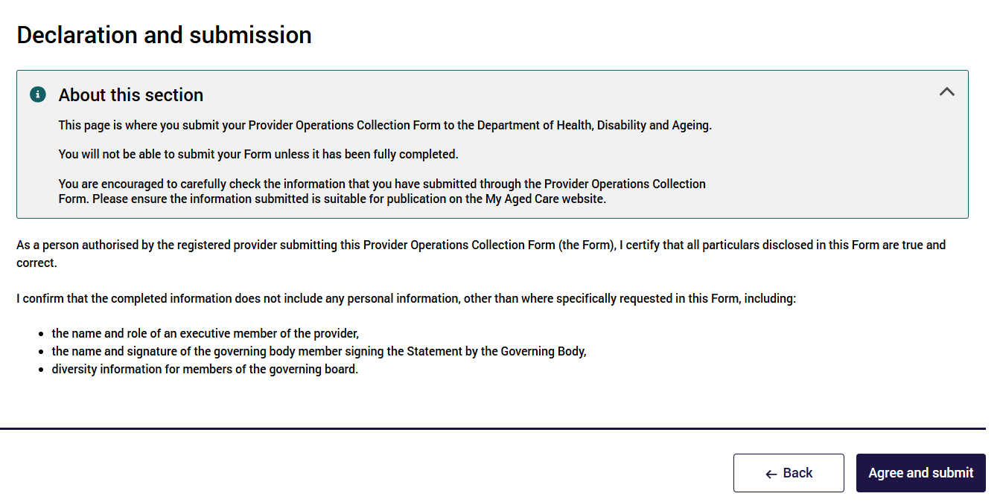 Declaration and submission
About this section
This page is where you submit your Provider Operations Collection Form to the Department of Health, Disability and Ageing.
You will not be able to submit your Form unless it has been fully completed.
You are encouraged to carefully check the information that you have submitted through the Provider Operations Collection
Form. Please ensure the information submitted is suitable for publication on the My Aged Care website.
As a person authorised by the registered provider submitting this Provider Operations Collection Form (the Form), I certify that all particulars disclosed in this Form are true and
correct.
I confirm that the completed information does not include any personal information, other than where specifically requested in this Form, including:
• the name and role of an executive member of the provider,
• the name and signature of the governing body member signing the Statement by the Governing Body,
• diversity information for members of the governing board.
← Back
Agree and submit